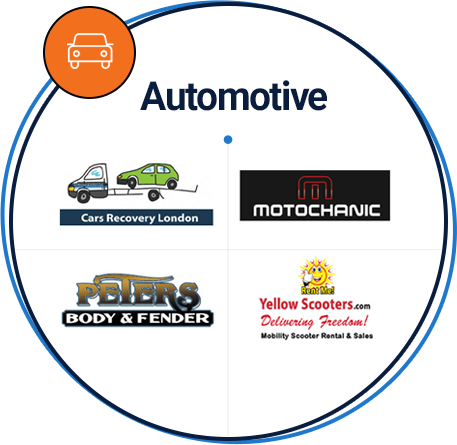 Automotive
Cars Recovery London
MOTOCHANIC
PETERS
BODY & FENDER
Rent Me!
Yellow Scooters.com
Delivering Freedom!
Mobility Scooter Rental & Sales